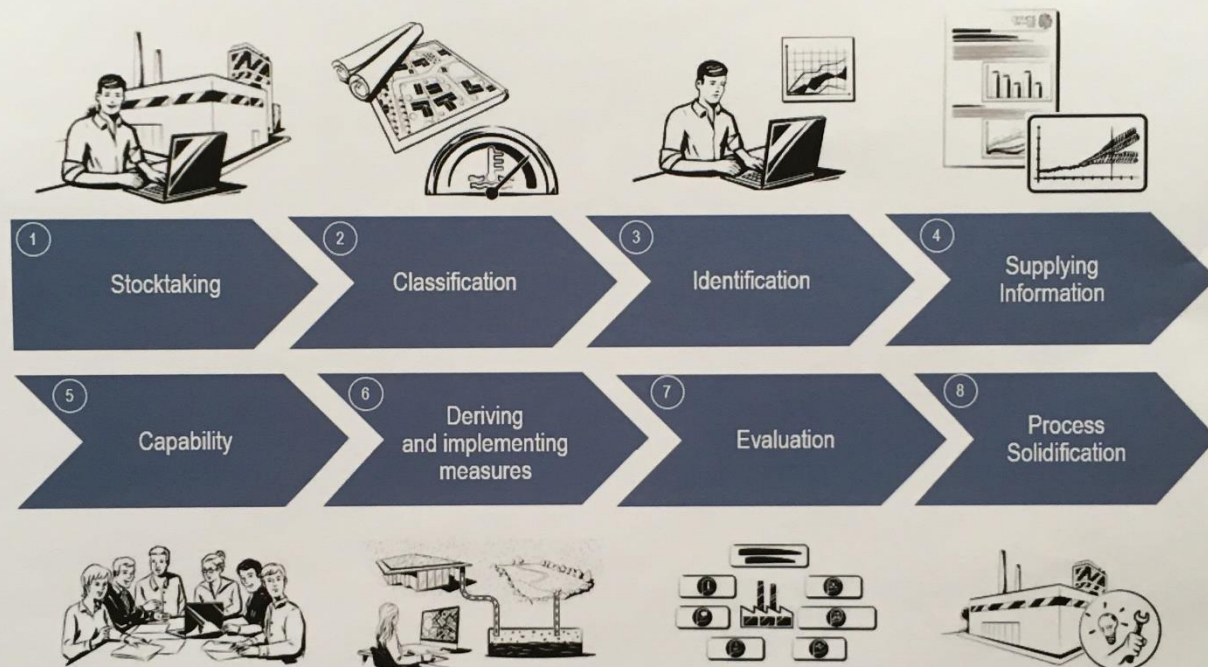 1
Stocktaking
2
Classification
3
Identification
4
Supplying
Information
5
Capability
6
Deriving
and implementing
measures
7
Evaluation
8
Process
Solidification